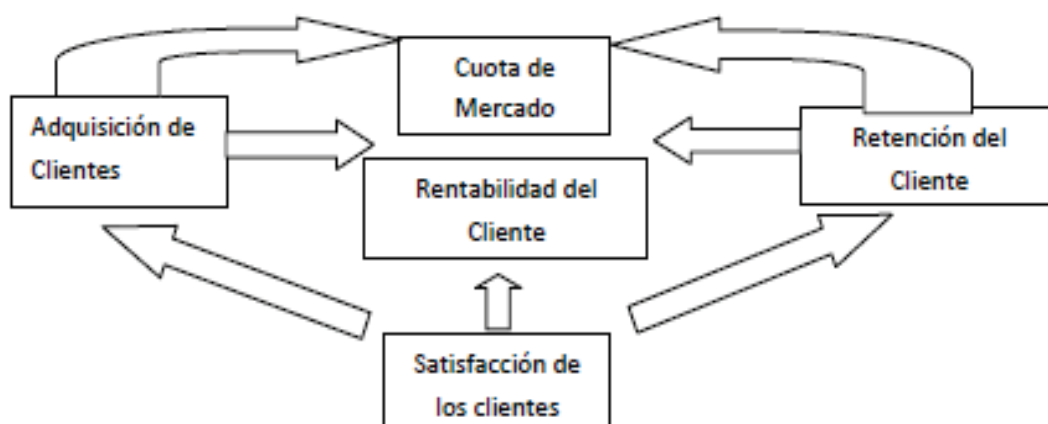 Cuota de
Mercado
Adquisición de
Clientes
Retención del
Cliente
Rentabilidad del
Cliente
Satisfacción de
los clientes